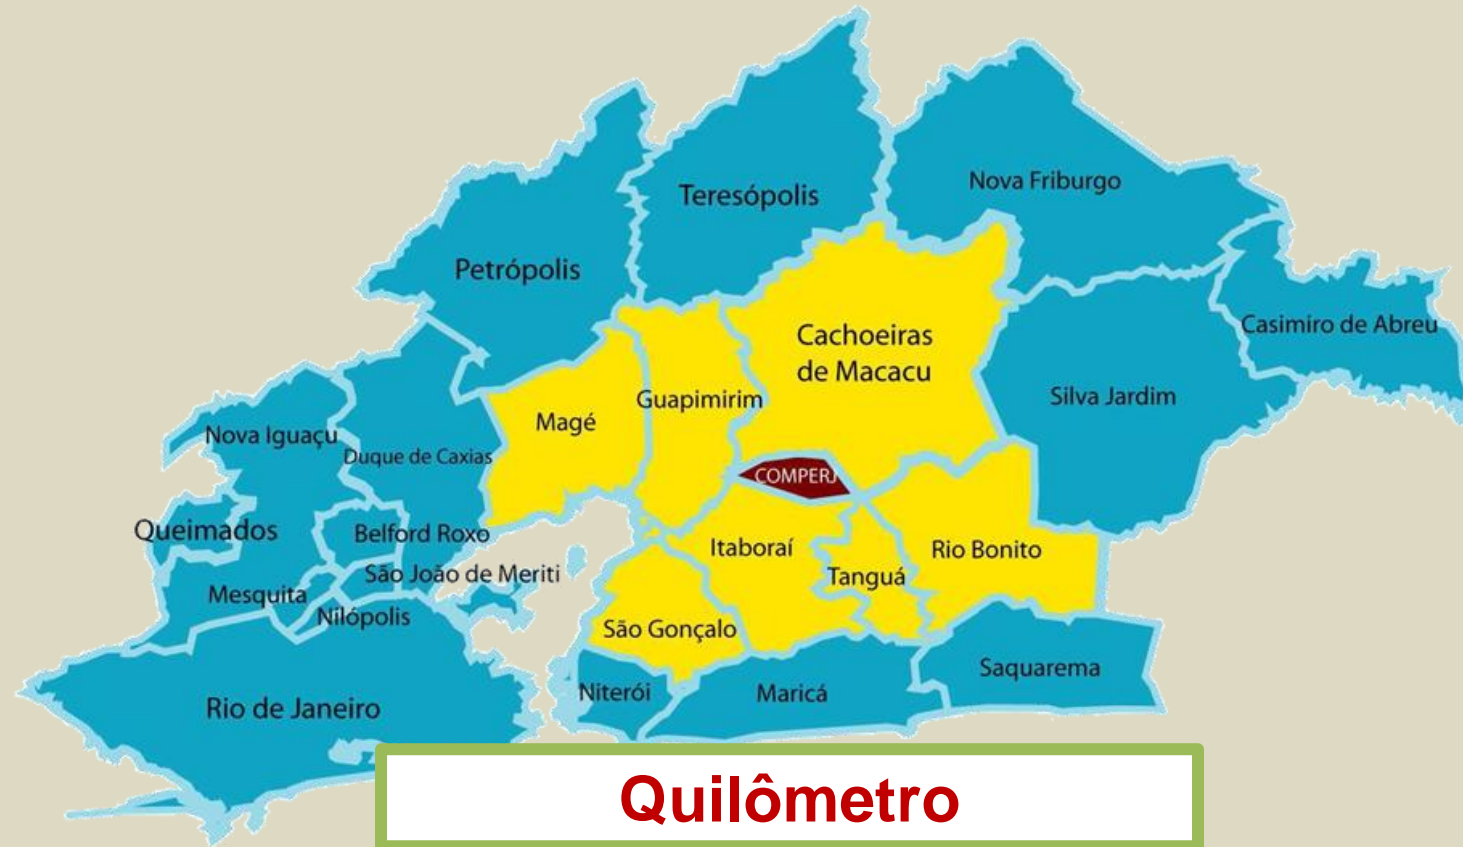 Teresópolis
Nova Friburgo
Petrópolis
Casimiro de Abreu
Cachoeiras
de Macacu
Silva Jardim
Guapimirim
Magé
Nova Iguaçu
Duque de Caxias
COMPERJ
Queimados
Belford Roxo
Itaboraí
Rio Bonito
São João de Meriti
Tanguá
Mesquita
Nilópolis
São Gonçalo
Saquarema
Niterói
Maricá
Rio de Janeiro
Quilômetro